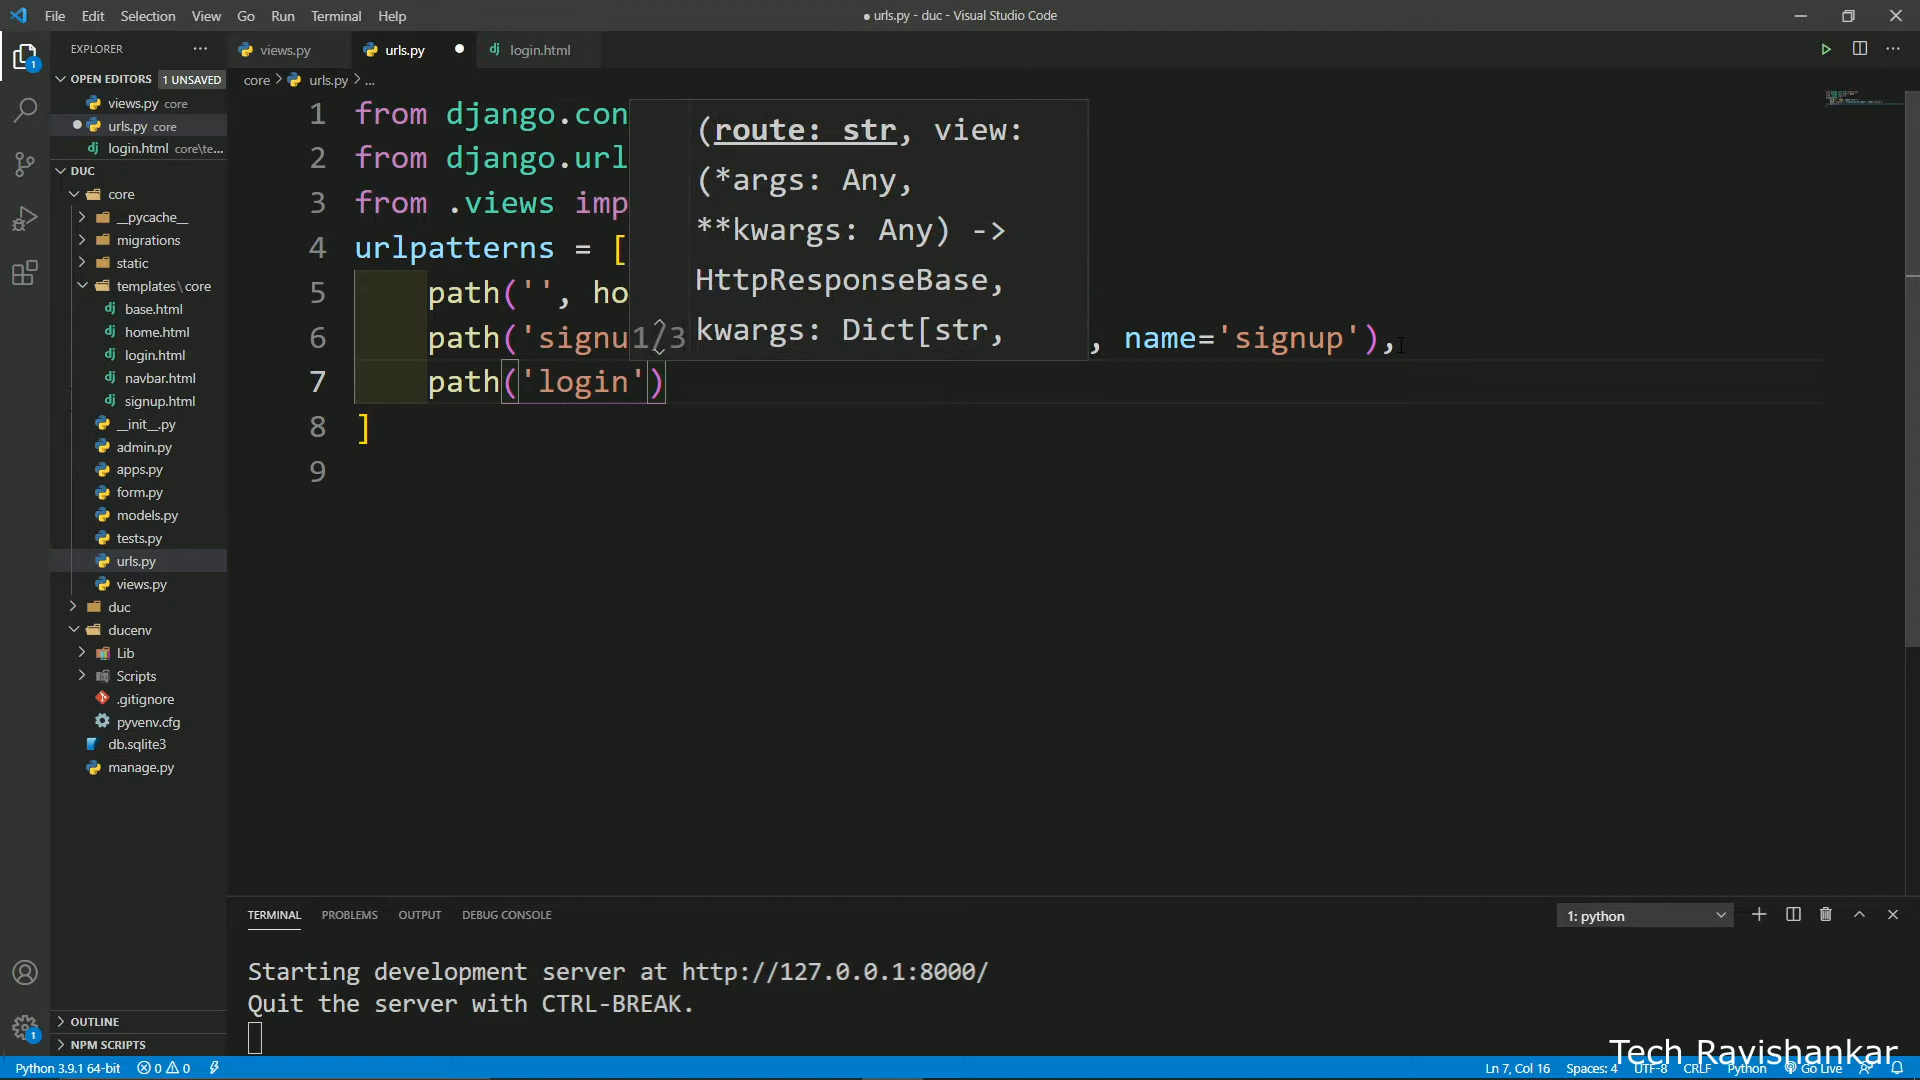 File Edit Selection View Go Run Terminal Help
● urls.py - duc - Visual Studio Code
EXPLORER
views.py
urls.py
login.html
OPEN EDITORS 1 UNSAVED
views.py core
urls.py core
login.html core\te...
core > urls.py > ...
DUC
core
__pycache__
migrations
static
templates \ core
base.html
home.html
login.html
navbar.html
signup.html
__init__.py
admin.py
apps.py
form.py
models.py
tests.py
urls.py
views.py
duc
ducenv
Lib
Scripts
.gitignore
pyvenv.cfg
db.sqlite3
manage.py
OUTLINE
NPM SCRIPTS
1 from django.con
2 from django.url
3 from .views imp
4 urlpatterns = [
5 path('', ho
6 path('signu , name='signup'),
7 path('login')
8 ]
9
(route: str, view:
(*args: Any,
**kwargs: Any) ->
HttpResponseBase,
1/3 kwargs: Dict[str,
TERMINAL PROBLEMS OUTPUT DEBUG CONSOLE
1: python
Starting development server at http://127.0.0.1:8000/
Quit the server with CTRL-BREAK.
Tech Ravishankar
Python 3.9.1 64-bit 0 0
Ln 7, Col 16 Spaces: 4 UTF-8 CRLF Python Go Live